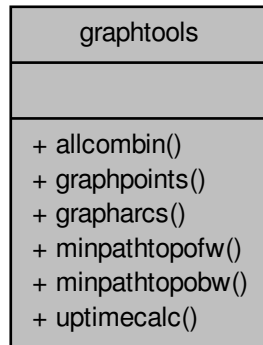 graphtools
+ allcombin()
+ graphpoints()
+ grapharcs()
+ minpathtopofw()
+ minpathtopobw()
+ uptimecalc()